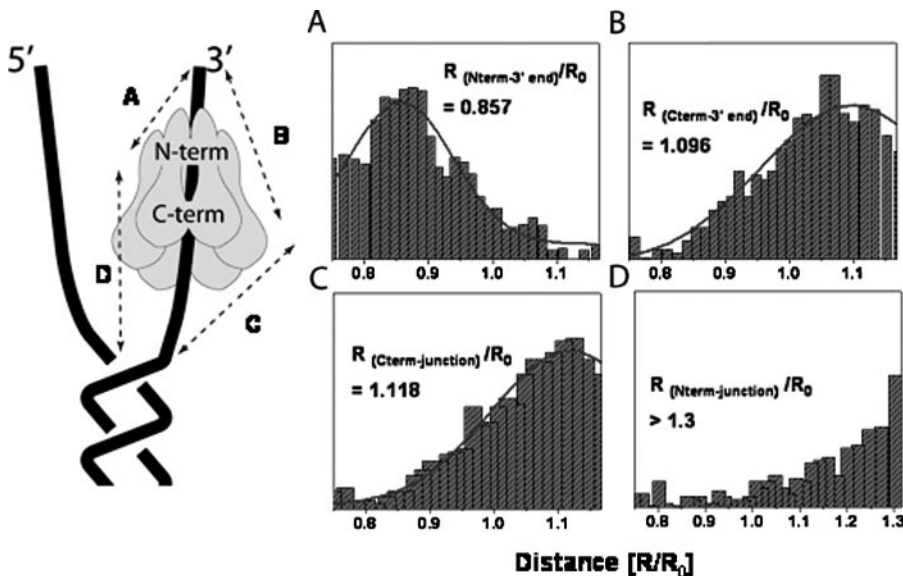 5′
3′
A
B
N-term
C-term
D
C
A
R (Nterm-3' end)/R0
= 0.857
0.8 0.9 1.0 1.1
B
R (Cterm-3' end) /R0
= 1.096
0.8 0.9 1.0 1.1
C
R (Cterm-junction) /R0
= 1.118
0.8 0.9 1.0 1.1
D
R (Nterm-junction) /R0
> 1.3
0.8 0.9 1.0 1.1 1.2 1.3
Distance [R/R0]